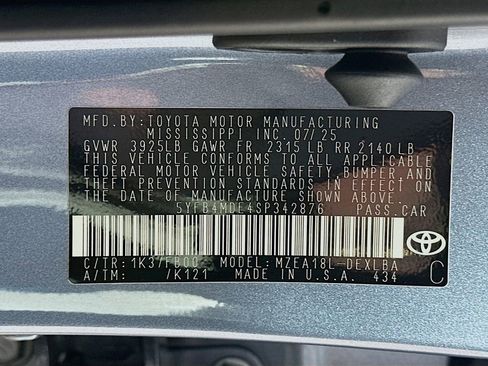 MFD.BY:TOYOTA MOTOR MANUFACTURING
MISSISSIPPI INC. 07/25
GVWR 3925LB GAWR FR 2315 LB RR 2140 LB
THIS VEHICLE CONFORMS TO ALL APPLICABLE
FEDERAL MOTOR VEHICLE SAFETY, BUMPER, AND
THEFT PREVENTION STANDARDS IN EFFECT ON
THE DATE OF MANUFACTURE SHOWN ABOVE.
5YFB4MDE4SP342876 PASS.CAR
C/TR: 1K3/FB00 MODEL: MZEA18L-DEXLBA
A/TM: /K121 MADE IN U.S.A. 434 C